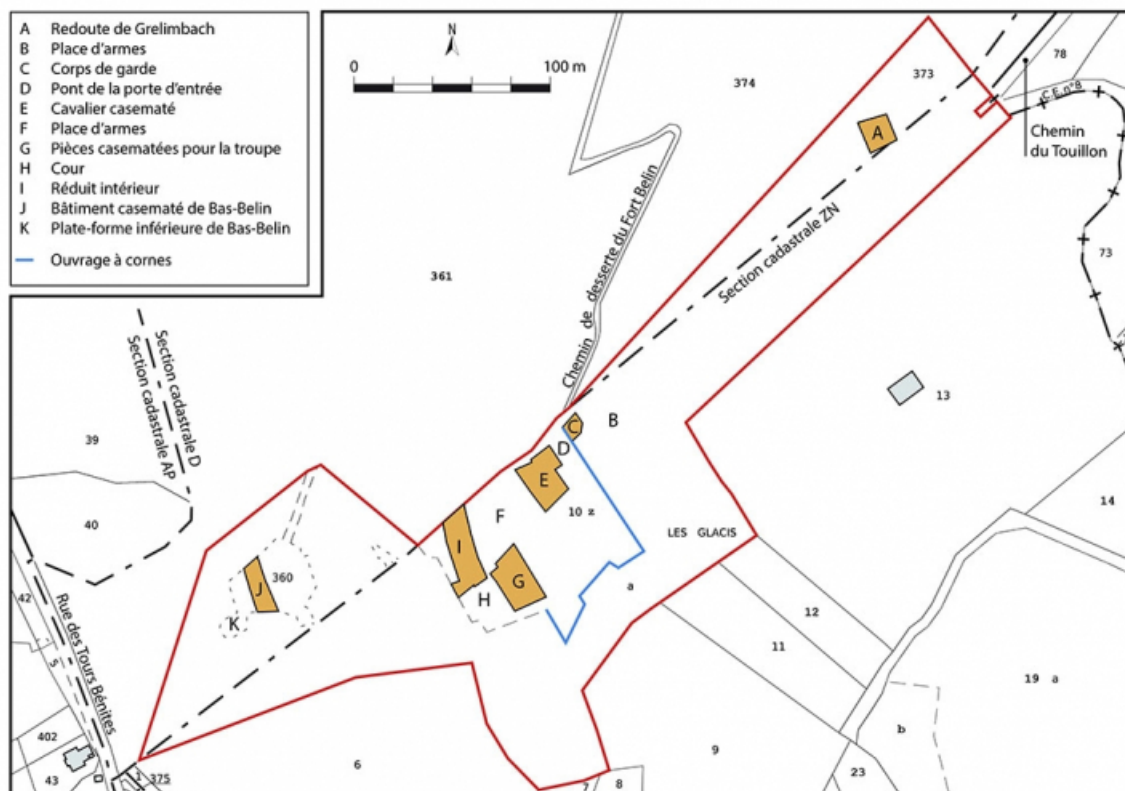 A Redoute de Grelimbach
B Place d'armes
C Corps de garde
D Pont de la porte d'entrée
E Cavalier casematé
F Place d'armes
G Pièces casematées pour la troupe
H Cour
I Réduit intérieur
J Bâtiment casematé de Bas-Belin
K Plate-forme inférieure de Bas-Belin
Ouvrage à cornes
N
0 100 m
374
373
78
C.E. n°8
Chemin
du Touillon
A
Chemin de desserte du Fort Belin
Section cadastrale ZN
361
73
Section cadastrale D
Section cadastrale AP
13
39
B
C
D
E
14
40
F
10 z
LES GLACIS
I
G
J
360
a
H
K
42
12
11
5
Rue des Tours Bénites
19 a
b
402
9
43
1
375
6
7
8
23